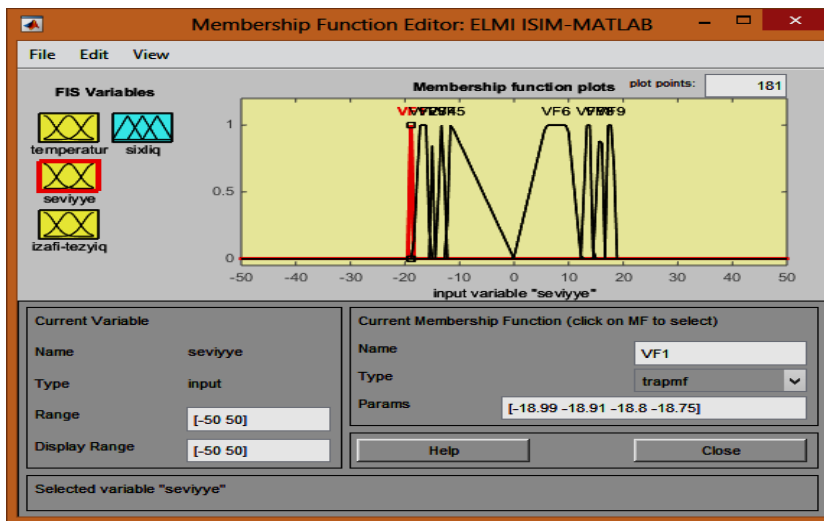 Membership Function Editor: ELMI ISIM-MATLAB
File Edit View
FIS Variables
temperatur sixliq
seviyye
izafi-tezyiq
Membership function plots plot points: 181
VF6
1
0.5
0
-50 -40 -30 -20 -10 0 10 20 30 40 50
input variable "seviyye"
Current Variable
Name seviyye
Type input
Range [-50 50]
Display Range [-50 50]
Current Membership Function (click on MF to select)
Name VF1
Type trapmf
Params [-18.99 -18.91 -18.8 -18.75]
Help Close
Selected variable "seviyye"